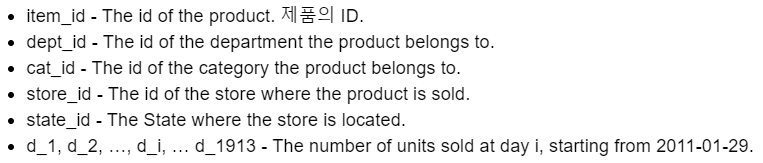 • item_id - The id of the product. 제품의 ID.
• dept_id - The id of the department the product belongs to.
• cat_id - The id of the category the product belongs to.
• store_id - The id of the store where the product is sold.
• state_id - The State where the store is located.
• d_1, d_2, …, d_i, … d_1913 - The number of units sold at day i, starting from 2011-01-29.